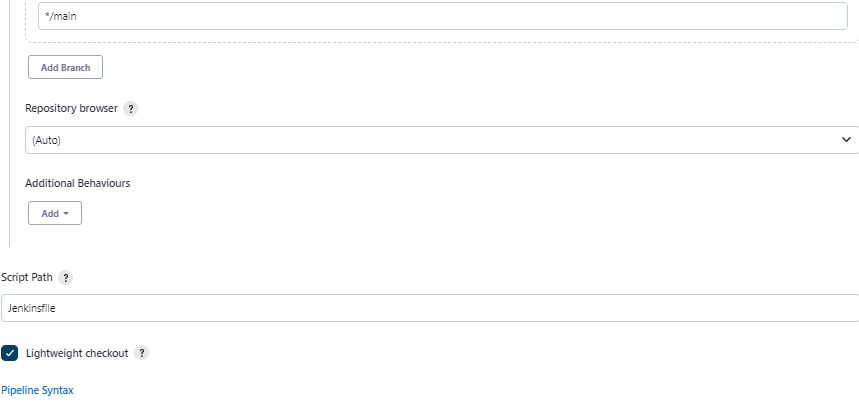 */main
Add Branch
Repository browser ?
(Auto)
Additional Behaviours
Add
Script Path ?
Jenkinsfile
Lightweight checkout ?
Pipeline Syntax